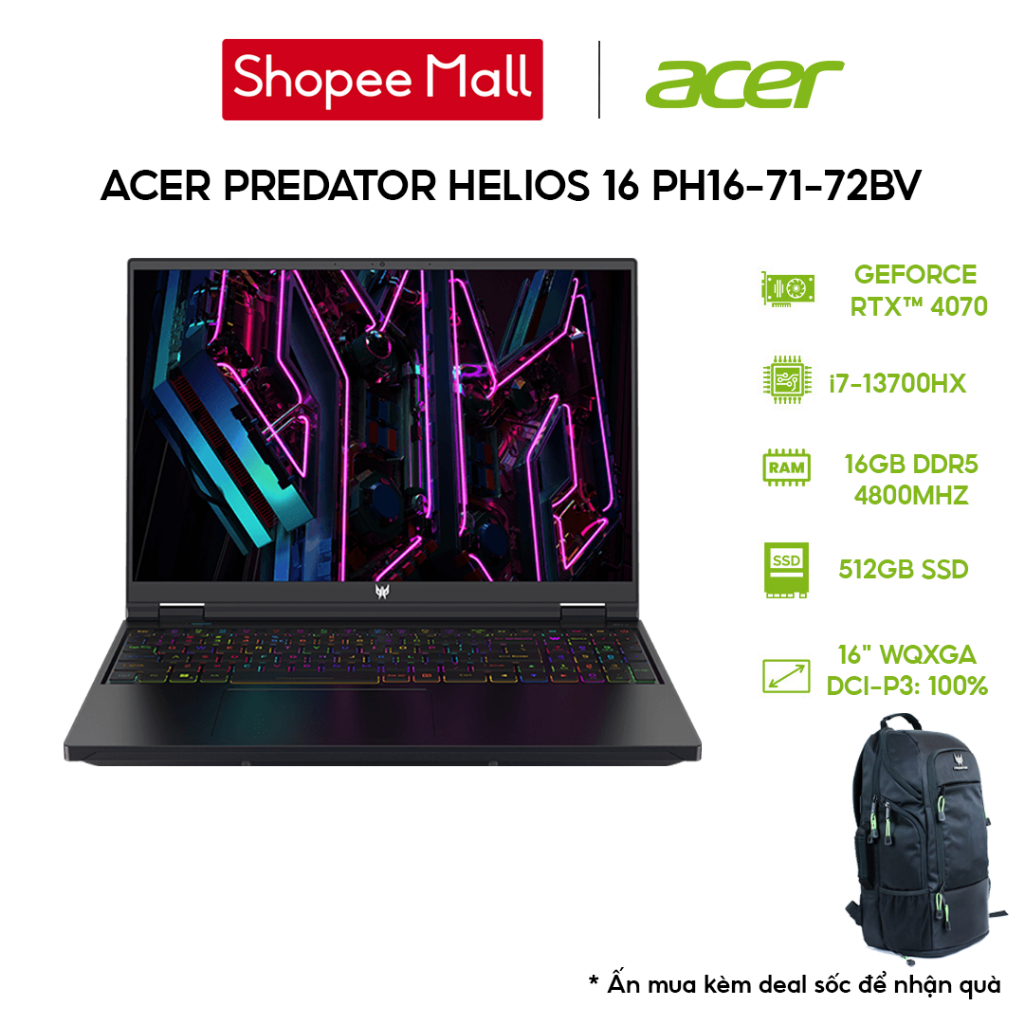 Shopee Mall
acer
ACER PREDATOR HELIOS 16 PH16-71-72BV
GEFORCE
RTX™ 4070
i7-13700HX
RAM
16GB DDR5
4800MHZ
SSD
512GB SSD
16" WQXGA
DCI-P3: 100%
PREDATOR
* Ấn mua kèm deal sốc để nhận quà